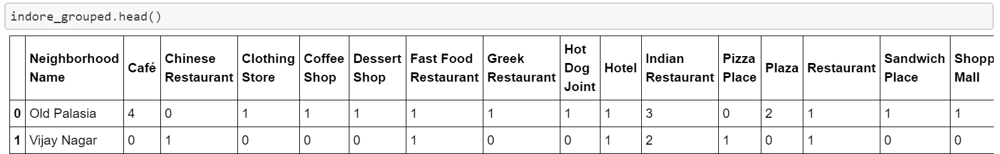 indore_grouped.head()
Neighborhood Name Café Chinese Restaurant Clothing Store Coffee Shop Dessert Shop Fast Food Restaurant Greek Restaurant Hot Dog Joint Hotel Indian Restaurant Pizza Place Plaza Restaurant Sandwich Place Shopp Mall
0 Old Palasia 4 0 1 1 1 1 1 1 1 3 0 2 1 1 1
1 Vijay Nagar 0 1 0 0 0 1 0 0 1 2 1 0 1 0 0